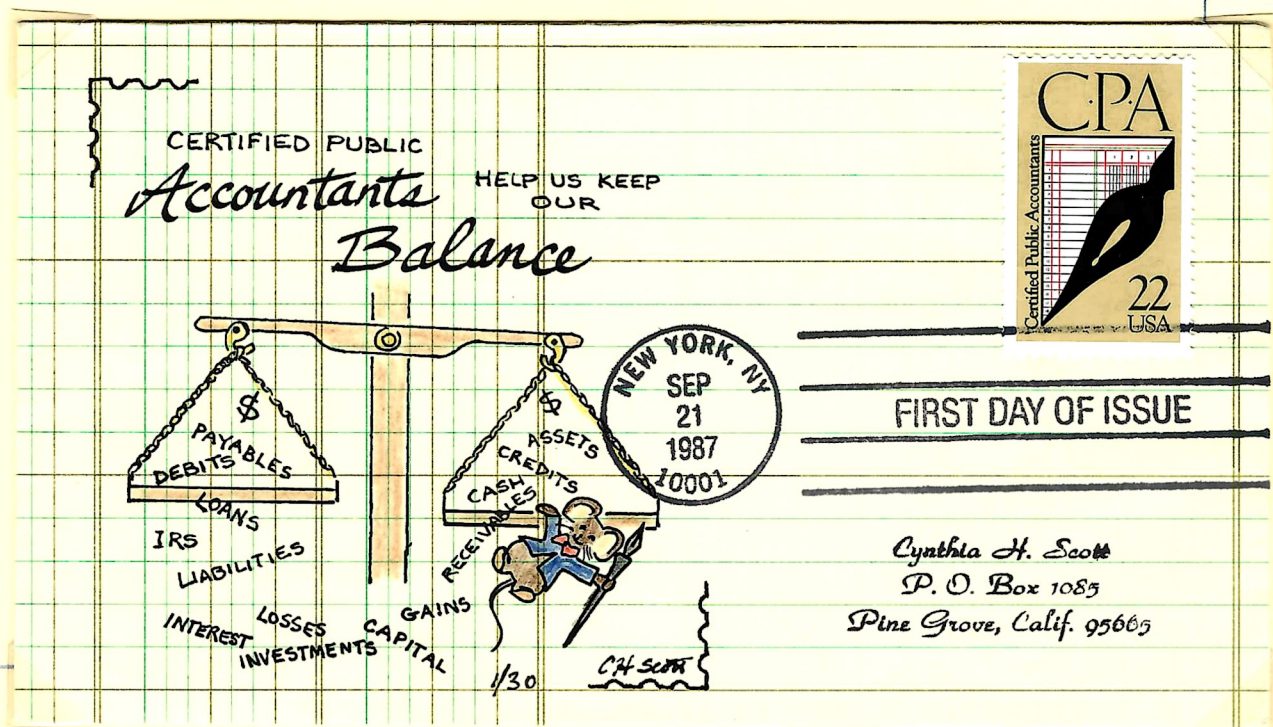 CERTIFIED PUBLIC
Accountants
HELP US KEEP
OUR
Balance
$
PAYABLES
DEBITS
LOANS
IRS
LIABILITIES
LOSSES
INTEREST
INVESTMENTS
$
ASSETS
CREDITS
CASH
RECEIVABLES
GAINS
CAPITAL
1/30
CH Scott
NEW YORK, NY
SEP
21
1987
10001
C·P·A
Certified Public Accountants
22
USA
FIRST DAY OF ISSUE
Cynthia H. Scott
P. O. Box 1085
Pine Grove, Calif. 95665